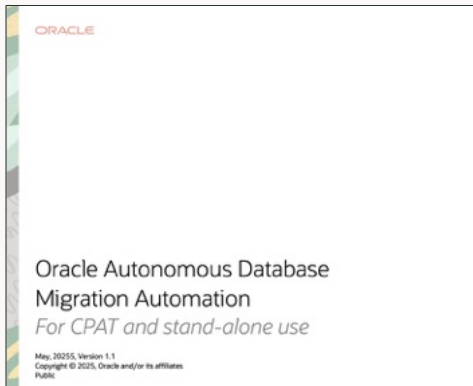 ORACLE
Oracle Autonomous Database
Migration Automation
For CPAT and stand-alone use
May, 20255, Version 1.1
Copyright © 2025, Oracle and/or its affiliates
Public